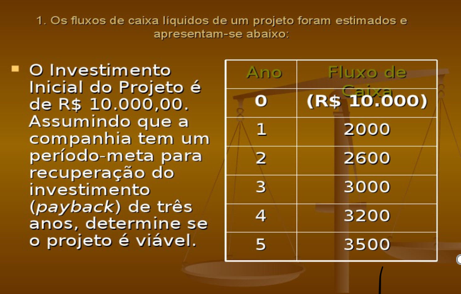 1. Os fluxos de caixa líquidos de um projeto foram estimados e
apresentam-se abaixo:
O Investimento
Inicial do Projeto é
de R$ 10.000,00.
Assumindo que a
companhia tem um
período-meta para
recuperação do
investimento
(payback) de três
anos, determine se
o projeto é viável.
Ano Fluxo de
Caixa
0 (R$ 10.000)
1 2000
2 2600
3 3000
4 3200
5 3500